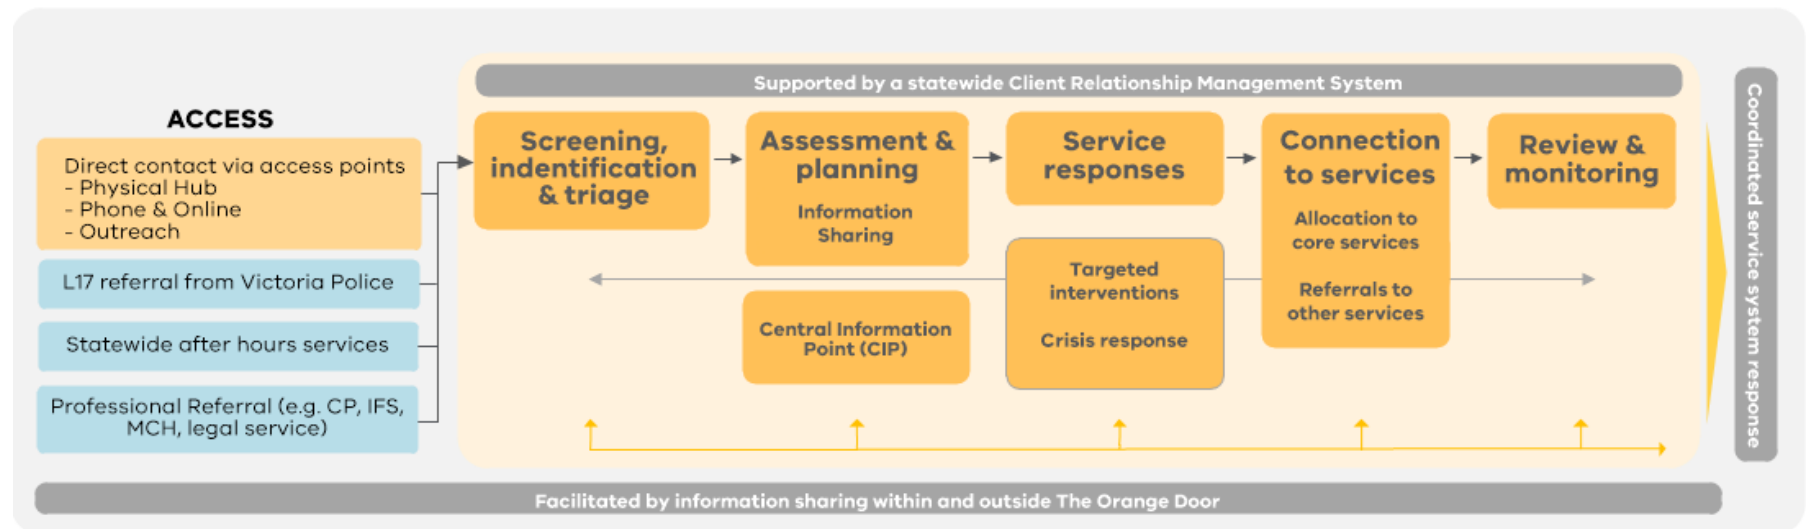 Supported by a statewide Client Relationship Management System
ACCESS
Direct contact via access points
- Physical Hub
- Phone & Online
- Outreach
L17 referral from Victoria Police
Statewide after hours services
Professional Referral (e.g. CP, IFS,
MCH, legal service)
Screening,
indentification
& triage
Assessment &
planning
Information
Sharing
Central Information
Point (CIP)
Service
responses
Targeted
interventions
Crisis response
Connection
to services
Allocation to
core services
Referrals to
other services
Review &
monitoring
Coordinated service system response
Facilitated by information sharing within and outside The Orange Door